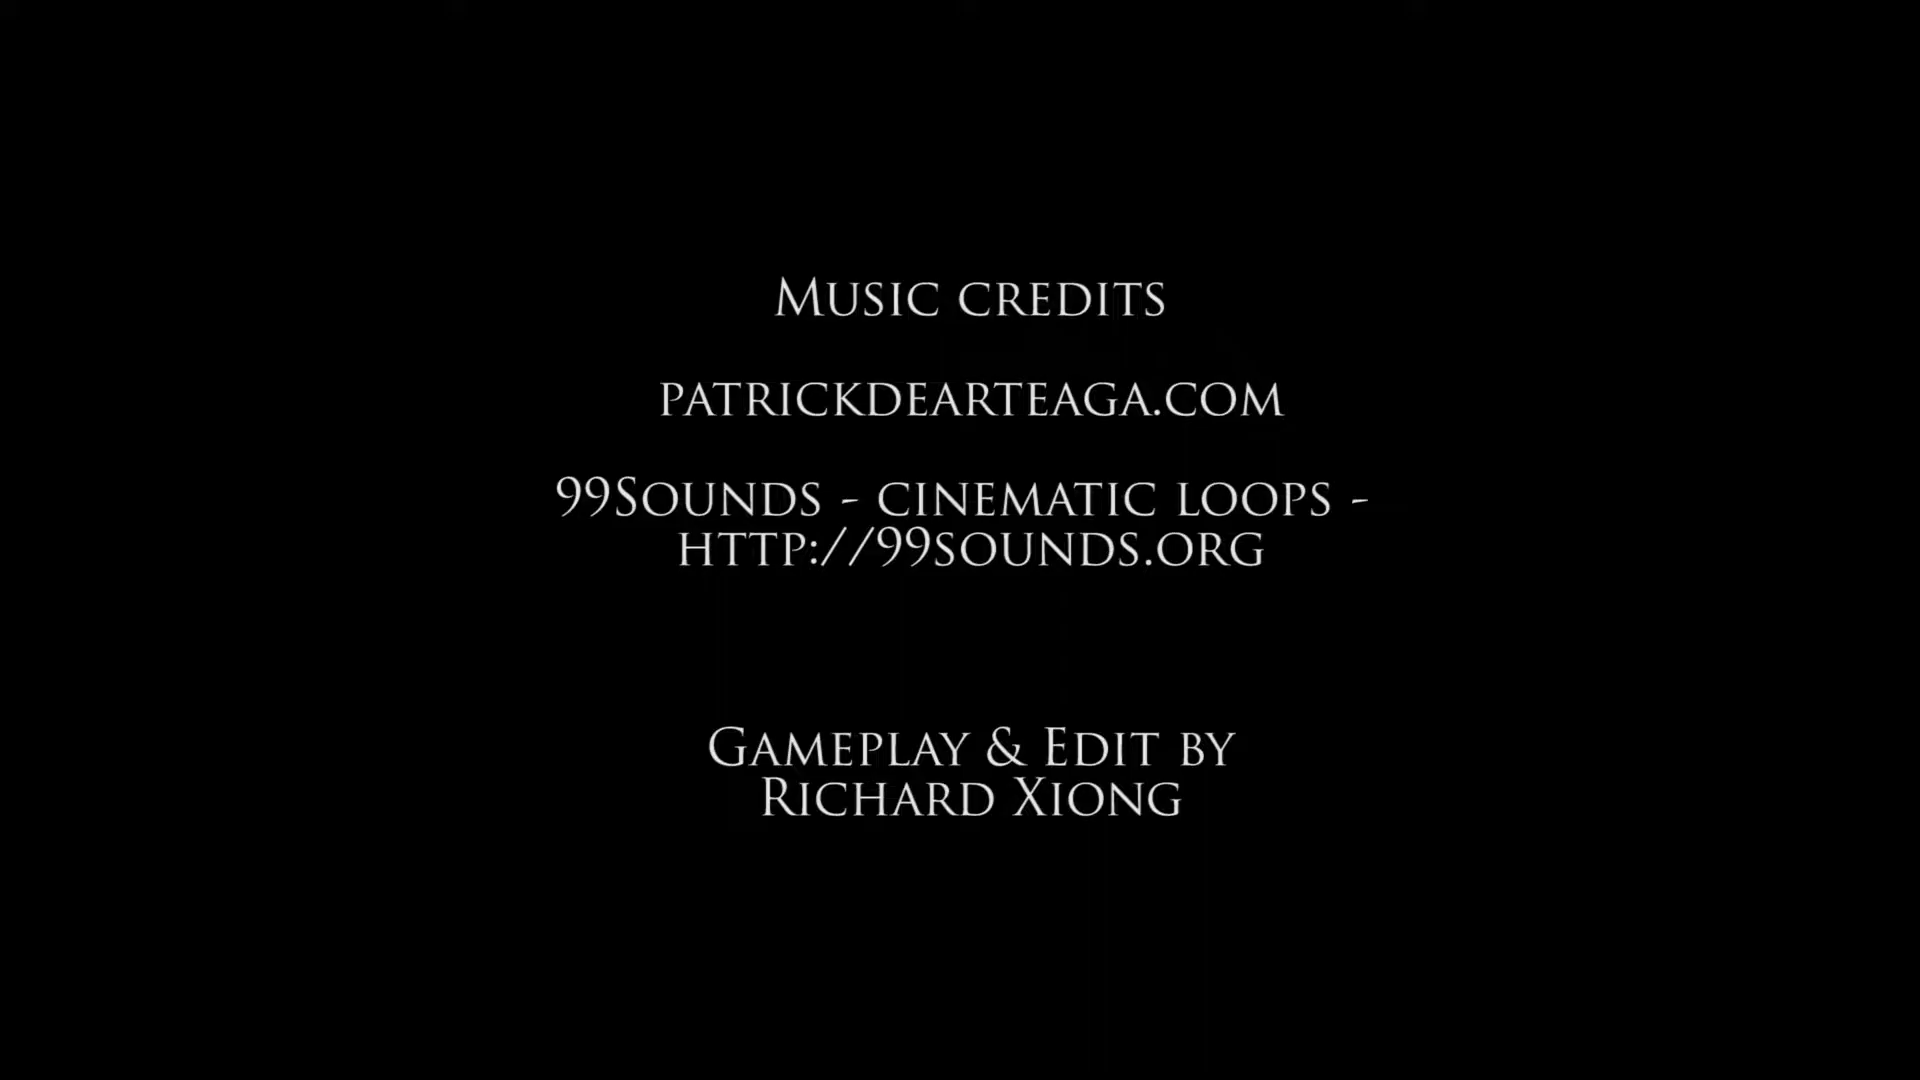 Music credits
patrickdearteaga.com
99Sounds - cinematic loops -
http://99sounds.org
Gameplay & Edit by
Richard Xiong